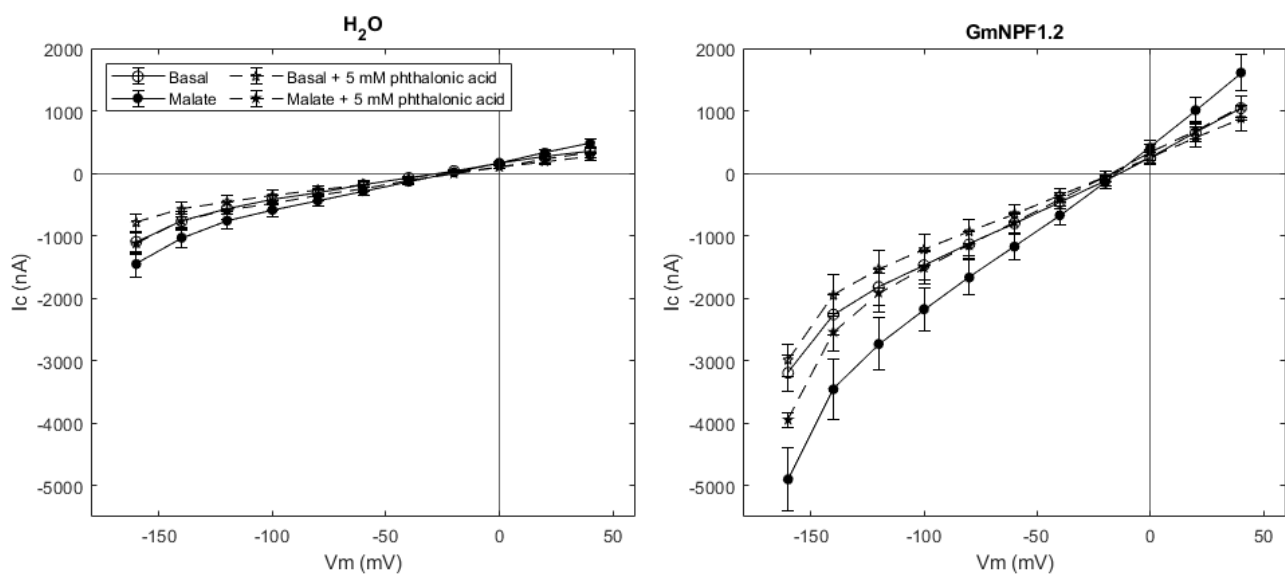 H₂O
2000
1000
0
-1000
-2000
-3000
-4000
-5000
Ic (nA)
Basal
Basal + 5 mM phthalonic acid
Malate
Malate + 5 mM phthalonic acid
-150
-100
-50
0
50
Vm (mV)
GmNPF1.2
2000
1000
0
-1000
-2000
-3000
-4000
-5000
Ic (nA)
-150
-100
-50
0
50
Vm (mV)